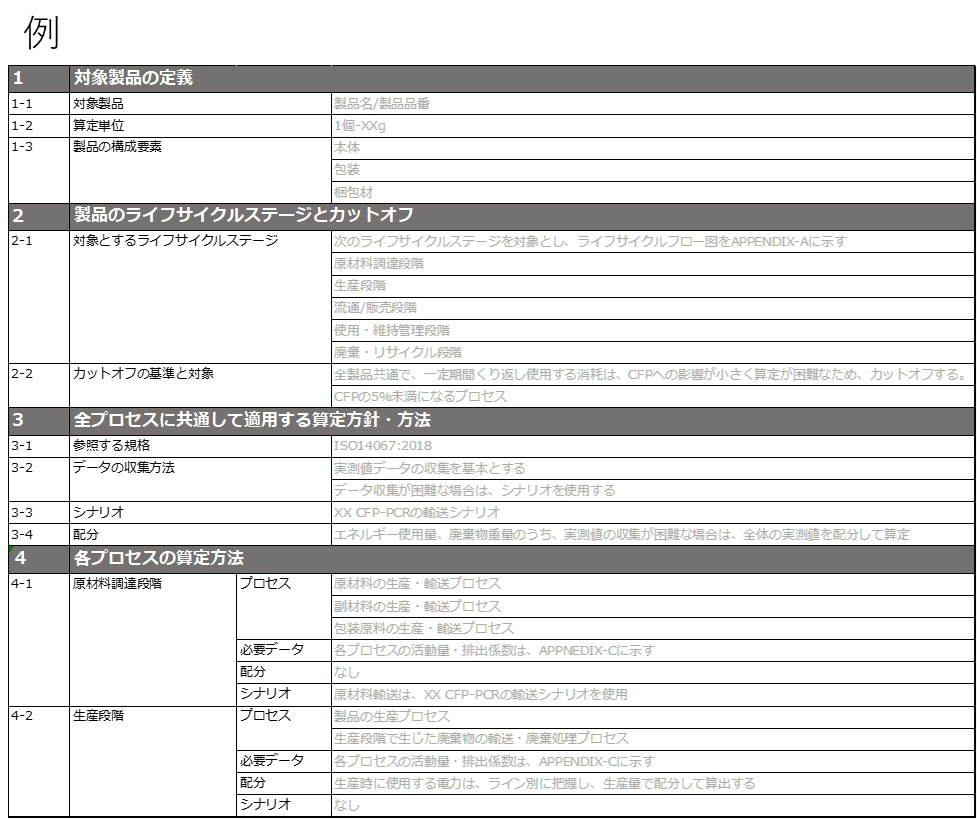 例
1 対象製品の定義
1-1 対象製品 製品名/製品品番
1-2 算定単位 1個-XXg
1-3 製品の構成要素 本体
包装
梱包材
2 製品のライフサイクルステージとカットオフ
2-1 対象とするライフサイクルステージ 次のライフサイクルステージを対象とし、ライフサイクルフロー図をAPPENDIX-Aに示す
原材料調達段階
生産段階
流通/販売段階
使用・維持管理段階
廃棄・リサイクル段階
2-2 カットオフの基準と対象 全製品共通で、一定期間くり返し使用する消耗は、CFPへの影響が小さく算定が困難なため、カットオフする。
CFPの5%未満になるプロセス
3 全プロセスに共通して適用する算定方針・方法
3-1 参照する規格 ISO14067:2018
3-2 データの収集方法 実測値データの収集を基本とする
データ収集が困難な場合は、シナリオを使用する
3-3 シナリオ XX CFP-PCRの輸送シナリオ
3-4 配分 エネルギー使用量、廃棄物重量のうち、実測値の収集が困難な場合は、全体の実測値を配分して算定
4 各プロセスの算定方法
4-1 原材料調達段階 プロセス 原材料の生産・輸送プロセス
副材料の生産・輸送プロセス
包装原料の生産・輸送プロセス
必要データ 各プロセスの活動量・排出係数は、APPNEDIX-Cに示す
配分 なし
シナリオ 原材料輸送は、XX CFP-PCRの輸送シナリオを使用
4-2 生産段階 プロセス 製品の生産プロセス
生産段階で生じた廃棄物の輸送・廃棄処理プロセス
必要データ 各プロセスの活動量・排出係数は、APPENDIX-Cに示す
配分 生産時に使用する電力は、ライン別に把握し、生産量で配分して算出する
シナリオ なし